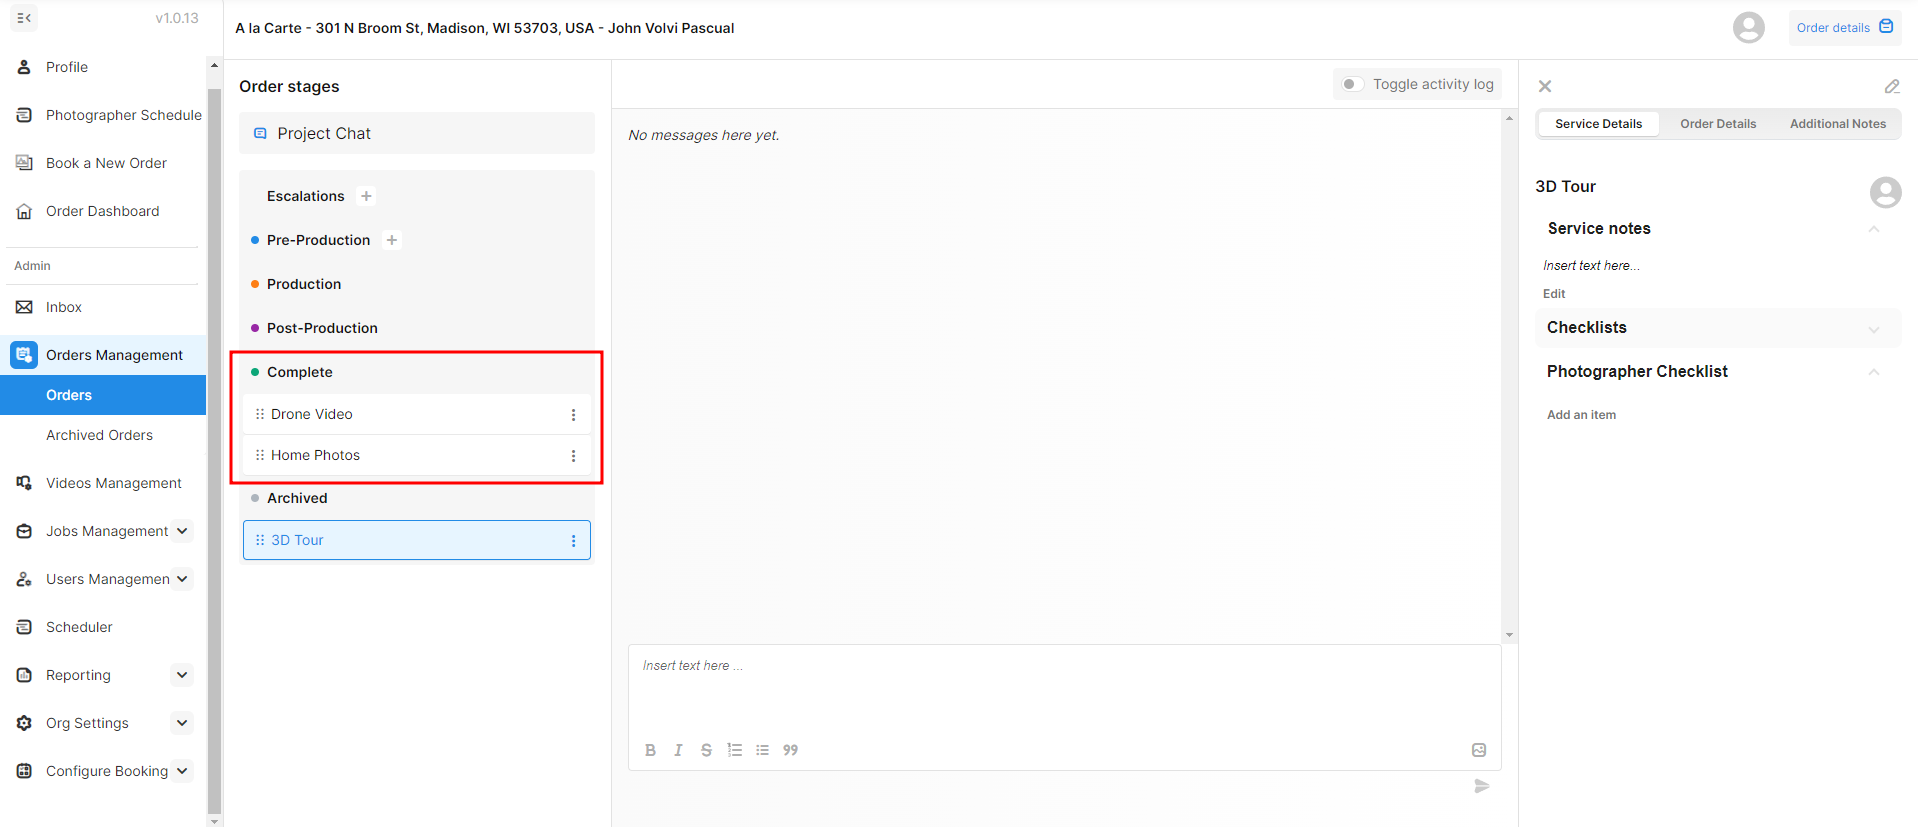 v1.0.13
Profile
Photographer Schedule
Book a New Order
Order Dashboard
Admin
Inbox
Orders Management
Orders
Archived Orders
Videos Management
Jobs Management
Users Managemen
Scheduler
Reporting
Org Settings
Configure Booking
A la Carte - 301 N Broom St, Madison, WI 53703, USA - John Volvi Pascual
Order details
Order stages
Project Chat
Escalations +
Pre-Production +
Production
Post-Production
Complete
Drone Video
Home Photos
Archived
3D Tour
Toggle activity log
No messages here yet.
Insert text here ...
B I S
Service Details Order Details Additional Notes
3D Tour
Service notes
Insert text here...
Edit
Checklists
Photographer Checklist
Add an item